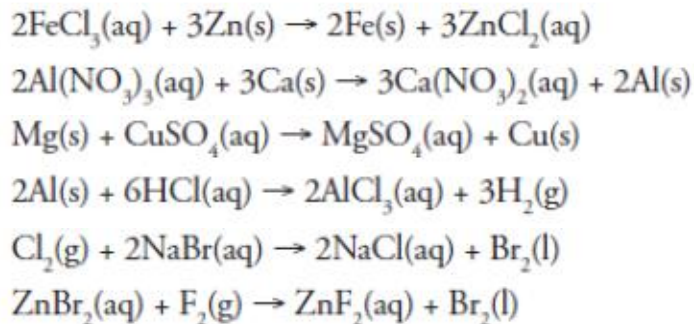 2FeCl₃(aq) + 3Zn(s) → 2Fe(s) + 3ZnCl₂(aq)
2Al(NO₃)₃(aq) + 3Ca(s) → 3Ca(NO₃)₂(aq) + 2Al(s)
Mg(s) + CuSO₄(aq) → MgSO₄(aq) + Cu(s)
2Al(s) + 6HCl(aq) → 2AlCl₃(aq) + 3H₂(g)
Cl₂(g) + 2NaBr(aq) → 2NaCl(aq) + Br₂(l)
ZnBr₂(aq) + F₂(g) → ZnF₂(aq) + Br₂(l)